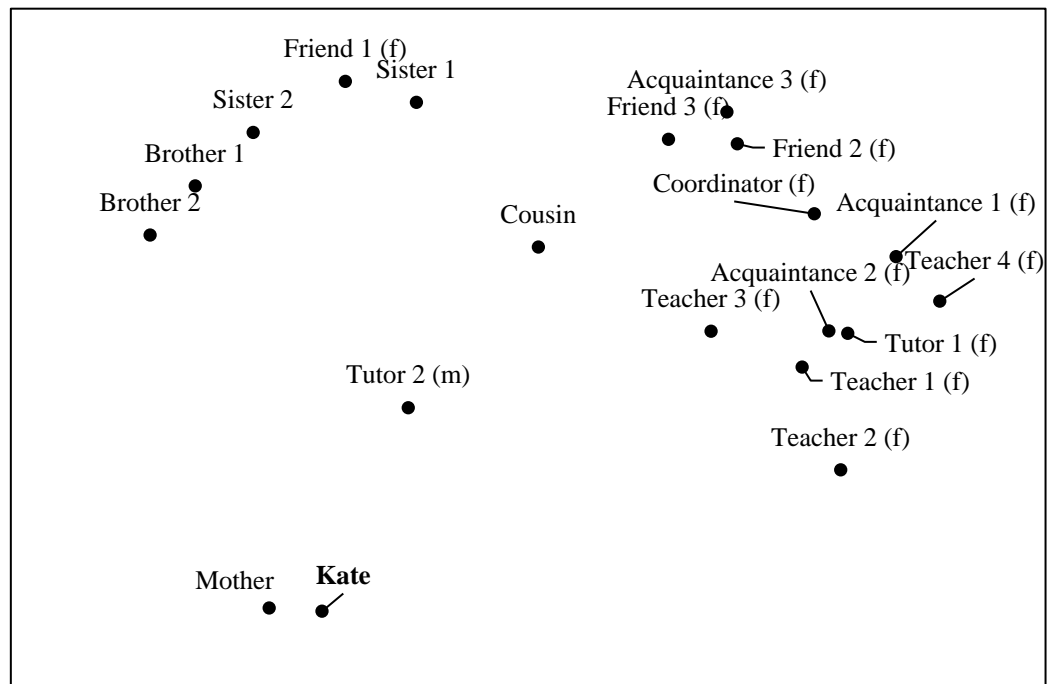 Friend 1 (f)
Sister 1
Acquaintance 3 (f)
Sister 2
Friend 3 (f)
Friend 2 (f)
Brother 1
Coordinator (f)
Brother 2
Cousin
Acquaintance 1 (f)
Teacher 4 (f)
Acquaintance 2 (f)
Teacher 3 (f)
Tutor 1 (f)
Tutor 2 (m)
Teacher 1 (f)
Teacher 2 (f)
Mother
Kate